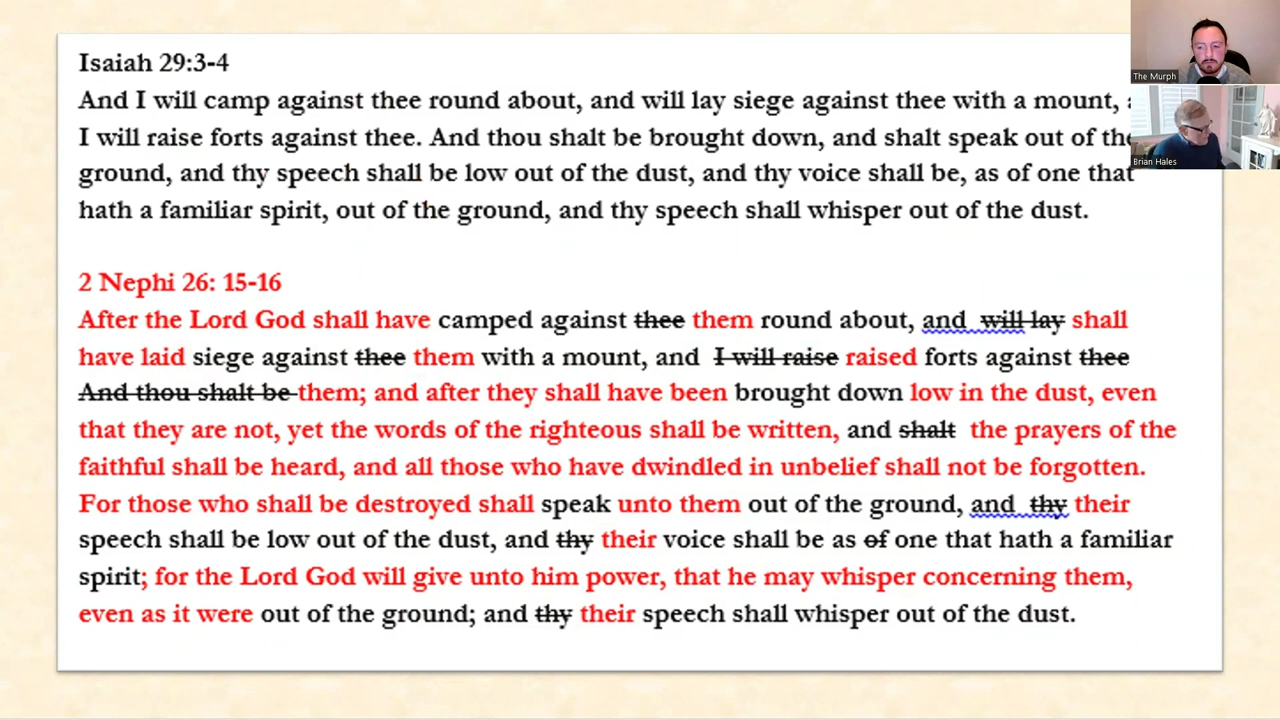 Isaiah 29:3-4
And I will camp against thee round about, and will lay siege against thee with a mount,
I will raise forts against thee. And thou shalt be brought down, and shalt speak out of the
ground, and thy speech shall be low out of the dust, and thy voice shall be, as of one that
hath a familiar spirit, out of the ground, and thy speech shall whisper out of the dust.
2 Nephi 26: 15-16
After the Lord God shall have camped against thee them round about, and will lay shall
have laid siege against thee them with a mount, and I will raise raised forts against thee
And thou shalt be them; and after they shall have been brought down low in the dust, even
that they are not, yet the words of the righteous shall be written, and shalt the prayers of the
faithful shall be heard, and all those who have dwindled in unbelief shall not be forgotten.
For those who shall be destroyed shall speak unto them out of the ground, and thy their
speech shall be low out of the dust, and thy their voice shall be as of one that hath a familiar
spirit; for the Lord God will give unto him power, that he may whisper concerning them,
even as it were out of the ground; and thy their speech shall whisper out of the dust.
The Murph
Brian Hales